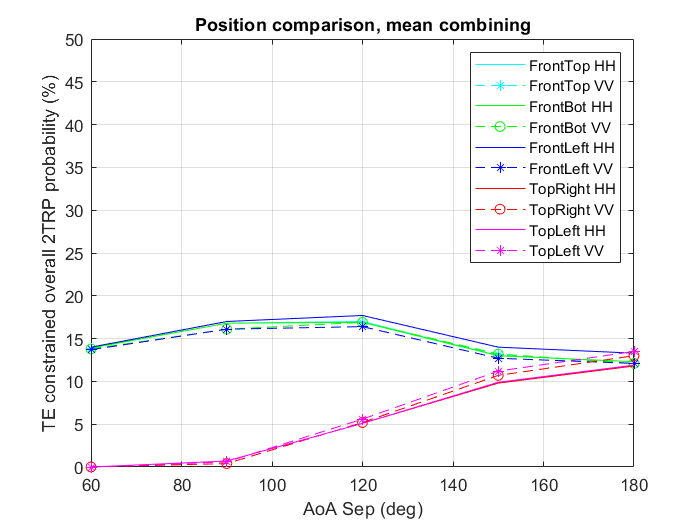 Position comparison, mean combining
TE constrained overall 2TRP probability (%)
50
45
40
35
30
25
20
15
10
5
0
FrontTop HH
FrontTop VV
FrontBot HH
FrontBot VV
FrontLeft HH
FrontLeft VV
TopRight HH
TopRight VV
TopLeft HH
TopLeft VV
60
80
100
120
140
160
180
AoA Sep (deg)